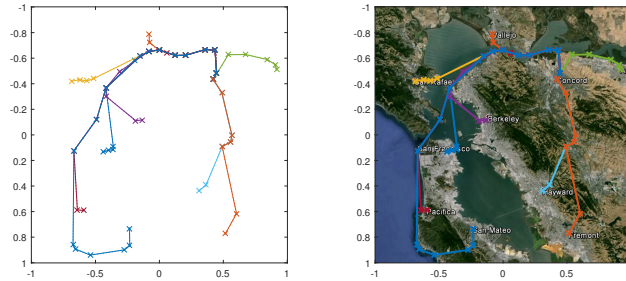 -1
-0.8
-0.6
-0.4
-0.2
0
0.2
0.4
0.6
0.8
1
-1 -0.5 0 0.5 1
Vallejo
San Rafael
Concord
Berkeley
San Francisco
Hayward
Pacifica
San Mateo
Fremont
-1 -0.5 0 0.5
-1
-0.8
-0.6
-0.4
-0.2
0
0.2
0.4
0.6
0.8
1